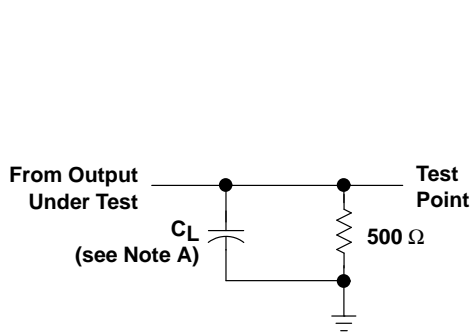 From Output
Under Test
Test
Point
CL
(see Note A)
500 Ω